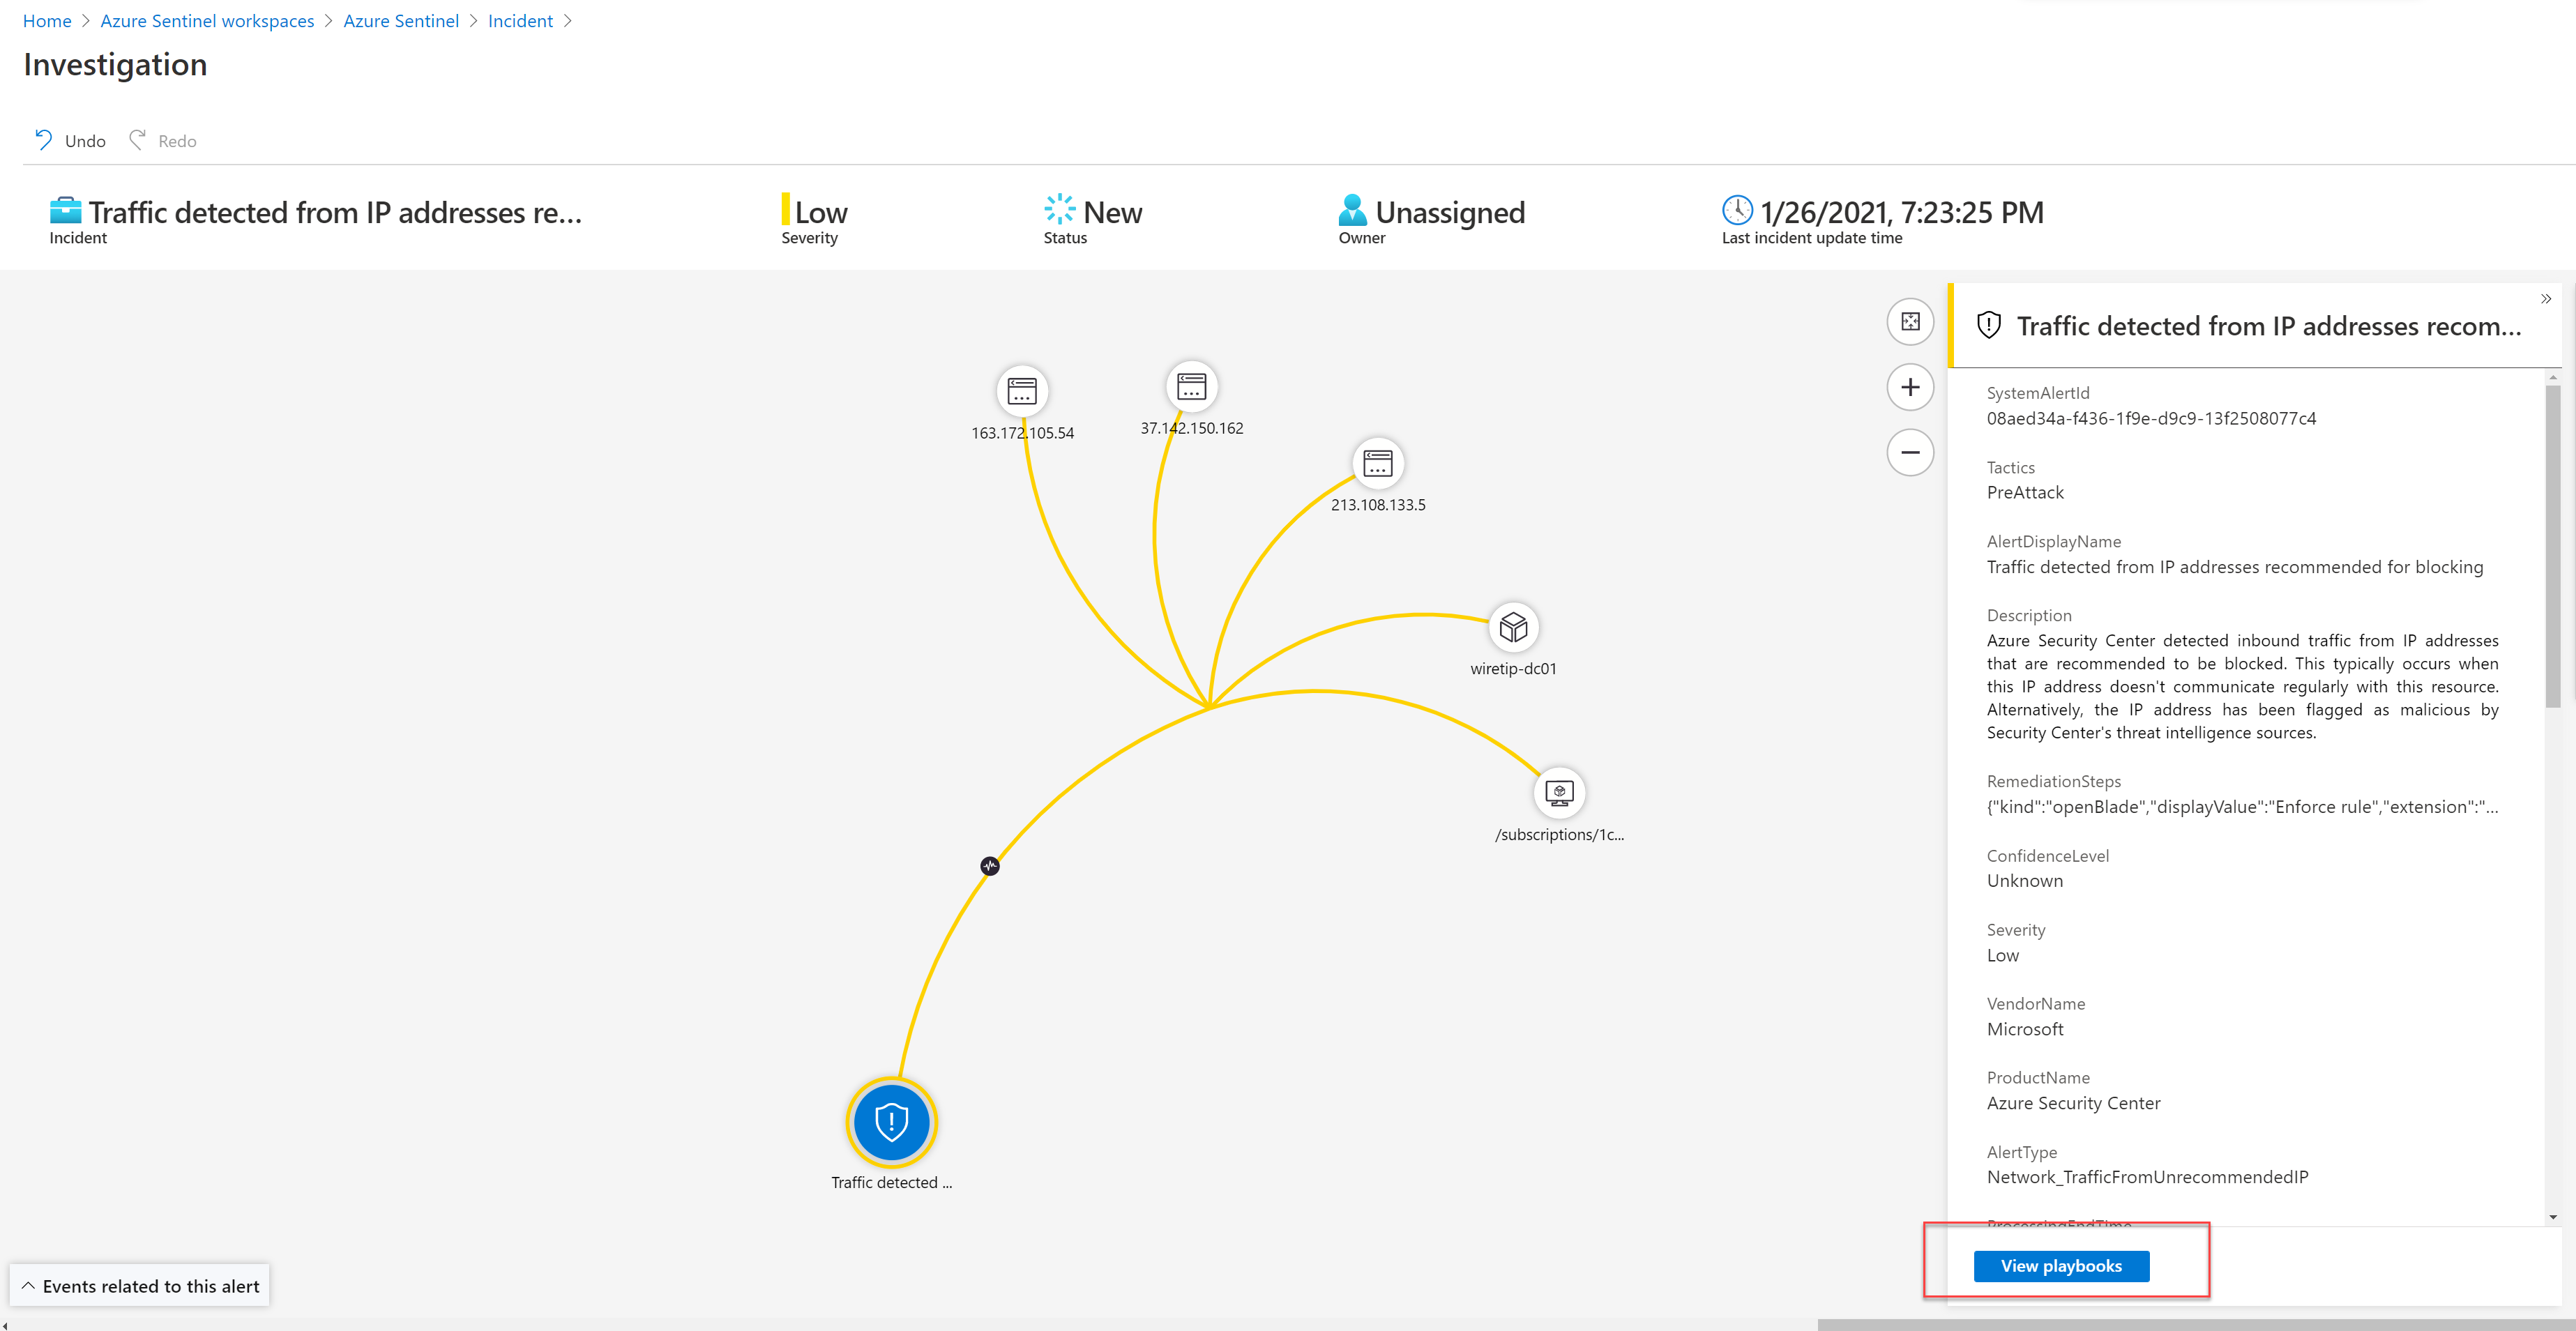 Home > Azure Sentinel workspaces > Azure Sentinel > Incident >
Investigation
Undo Redo
Traffic detected from IP addresses re...
Incident
Low
Severity
New
Status
Unassigned
Owner
1/26/2021, 7:23:25 PM
Last incident update time
163.172.105.54
37.142.150.162
213.108.133.5
wiretip-dc01
/subscriptions/1c...
Traffic detected ...
Events related to this alert
Traffic detected from IP addresses recom...
SystemAlertId
08aed34a-f436-1f9e-d9c9-13f2508077c4
Tactics
PreAttack
AlertDisplayName
Traffic detected from IP addresses recommended for blocking
Description
Azure Security Center detected inbound traffic from IP addresses
that are recommended to be blocked. This typically occurs when
this IP address doesn't communicate regularly with this resource.
Alternatively, the IP address has been flagged as malicious by
Security Center's threat intelligence sources.
RemediationSteps
{"kind":"openBlade","displayValue":"Enforce rule","extension":"...
ConfidenceLevel
Unknown
Severity
Low
VendorName
Microsoft
ProductName
Azure Security Center
AlertType
Network_TrafficFromUnrecommendedIP
ProcessingEndTime
View playbooks